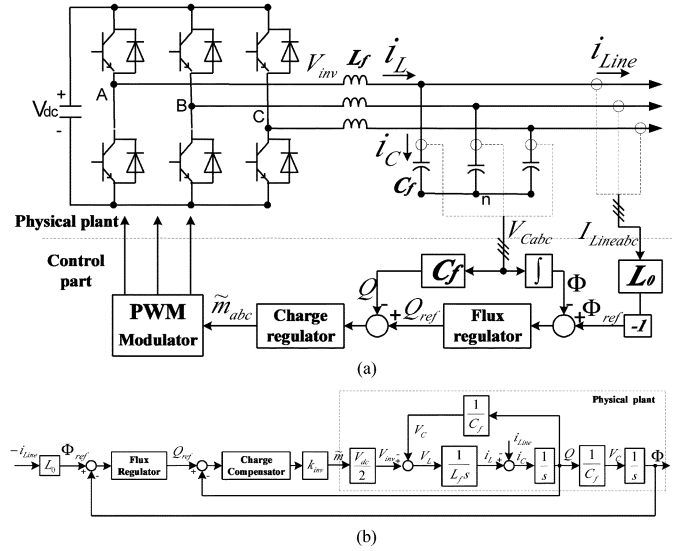 V_inv L_f i_L i_Line
A
B
C
+
V_dc
-
i_C
C_f
n
Physical plant
V_Cabc
I_Lineabc
Control part
C_f ∫ L_0
Q - - Φ
PWM Modulator
m̃_abc
Charge regulator
+ Q_ref
Flux regulator
+ Φ_ref
-1
(a)
Physical plant
1/C_f
V_C
-i_Line L_0 Φ_ref + - Flux Regulator Q_ref + - Charge Compensator k_inv m̃ V_dc/2 V_inv + - V_L 1/(L_f s) i_L + - i_Line i_C 1/s Q 1/C_f V_C 1/s Φ
(b)